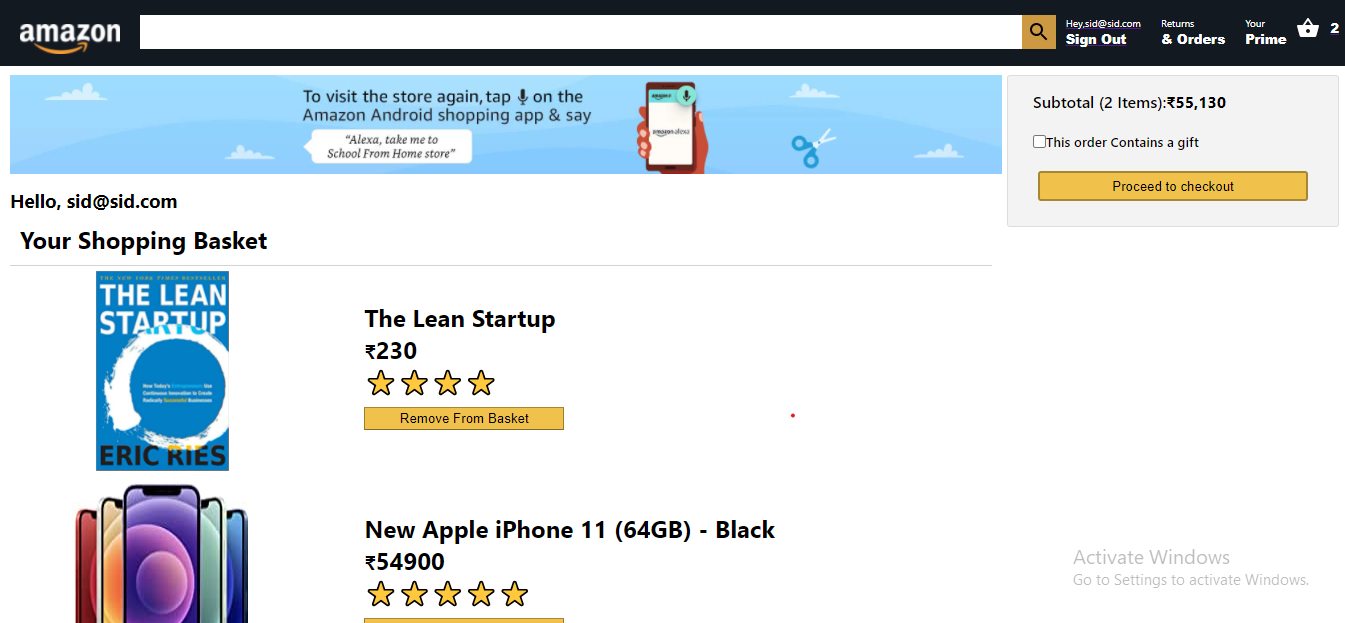 amazon
Hey,sid@sid.com
Sign Out
Returns
& Orders
Your
Prime
2
To visit the store again, tap on the
Amazon Android shopping app & say
"Alexa, take me to
School From Home store"
amazon alexa
Subtotal (2 Items):₹55,130
This order Contains a gift
Proceed to checkout
Hello, sid@sid.com
Your Shopping Basket
THE NEW YORK TIMES BESTSELLER
THE LEAN
STARTUP
How Today's Entrepreneurs Use
Continuous Innovation to Create
Radically Successful Businesses
ERIC RIES
The Lean Startup
₹230
Remove From Basket
New Apple iPhone 11 (64GB) - Black
₹54900
Activate Windows
Go to Settings to activate Windows.